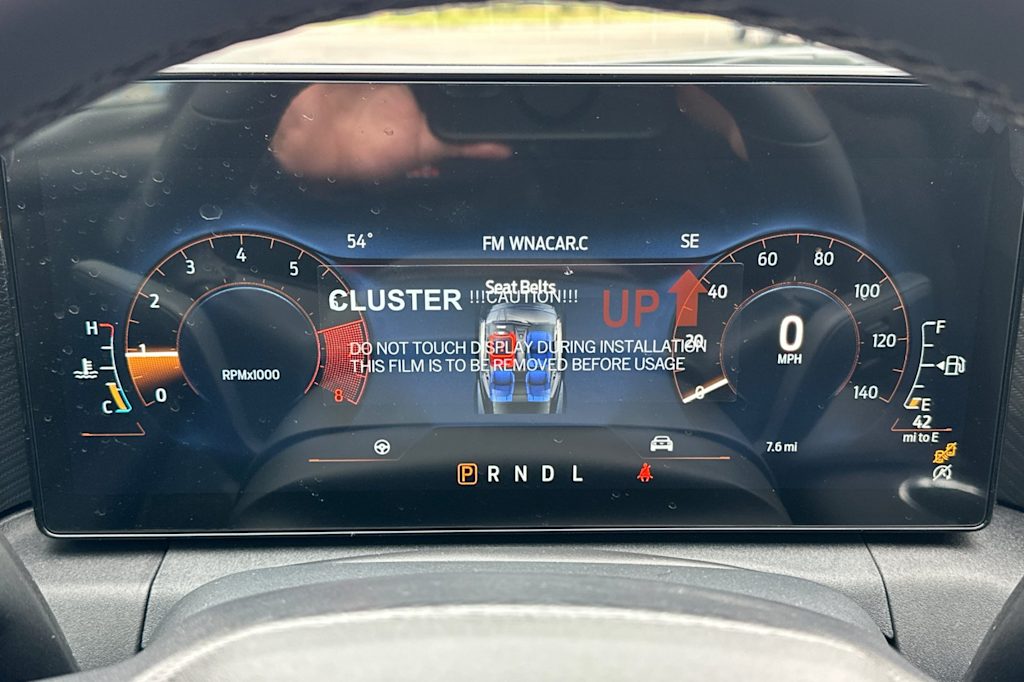 54°
FM WNACAR.C
SE
Seat Belts
CLUSTER
!!!CAUTION!!!
UP
DO NOT TOUCH DISPLAY DURING INSTALLATION
THIS FILM IS TO BE REMOVED BEFORE USAGE
H
C
0
1
2
3
4
5
6
8
RPMx1000
0
20
40
60
80
100
120
140
0
MPH
F
E
42
mi to E
7.6 mi
P R N D L